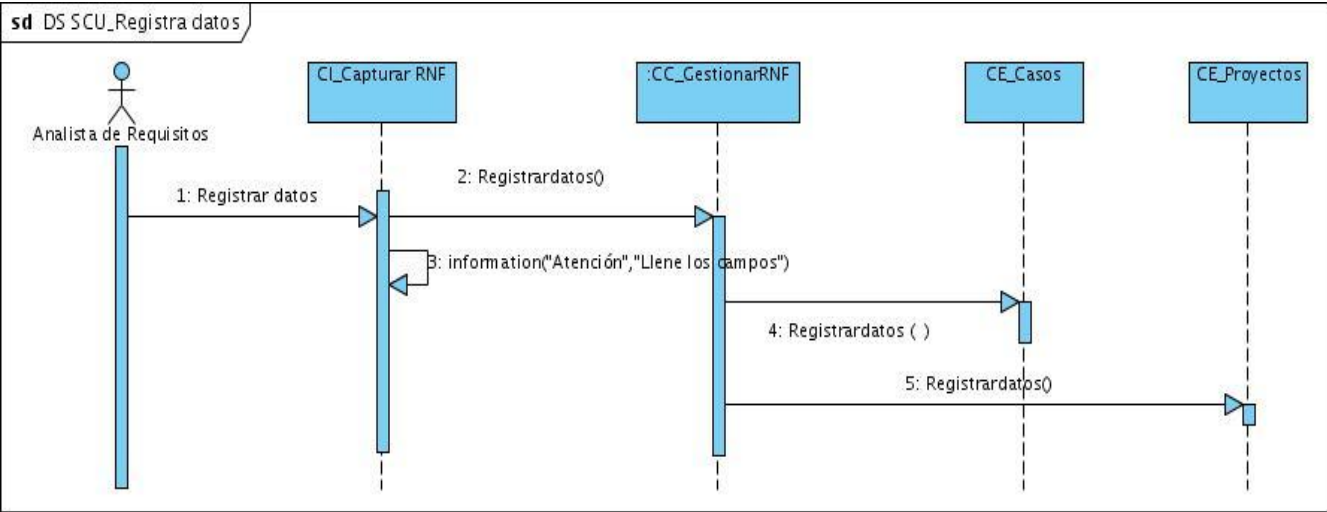 sd DS SCU_Registra datos
CI_Capturar RNF
:CC_GestionarRNF
CE_Casos
CE_Proyectos
Analista de Requisitos
1: Registrar datos
2: Registrardatos()
3: information("Atención","Llene los campos")
4: Registrardatos ( )
5: Registrardatos()